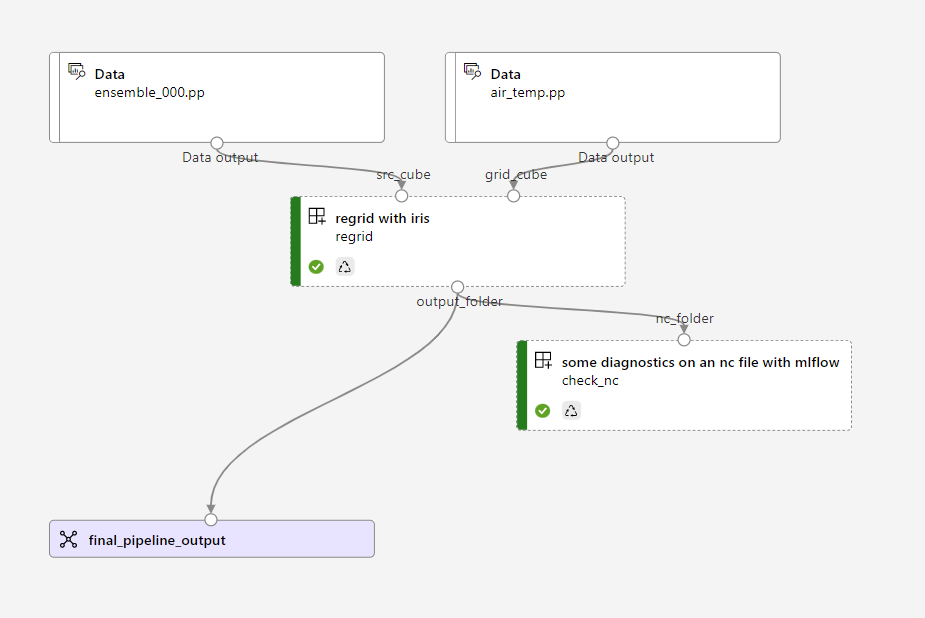 Data
ensemble_000.pp
Data
air_temp.pp
Data output
Data output
src_cube
grid_cube
regrid with iris
regrid
output_folder
nc_folder
some diagnostics on an nc file with mlflow
check_nc
final_pipeline_output